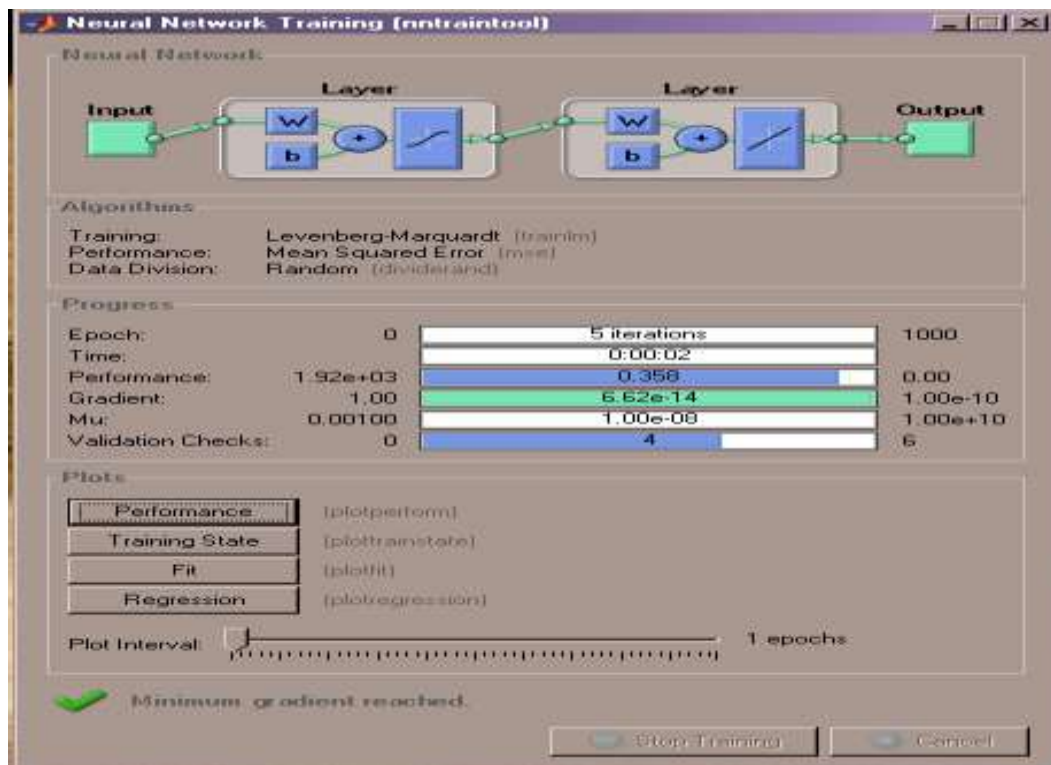 Neural Network Training (nntraintool)
Neural Network
Layer Layer
Input Output
W W
b b
+ +
Algorithms
Training: Levenberg-Marquardt (trainlm)
Performance: Mean Squared Error (mse)
Data Division: Random (dividerand)
Progress
Epoch: 0 5 iterations 1000
Time: 0:00:02
Performance: 1.92e+03 0.358 0.00
Gradient: 1.00 6.62e-14 1.00e-10
Mu: 0.00100 1.00e-08 1.00e+10
Validation Checks: 0 4 6
Plots
Performance (plotperform)
Training State (plottrainstate)
Fit (plotfit)
Regression (plotregression)
Plot Interval: 1 epochs
Minimum gradient reached.
Stop Training Cancel